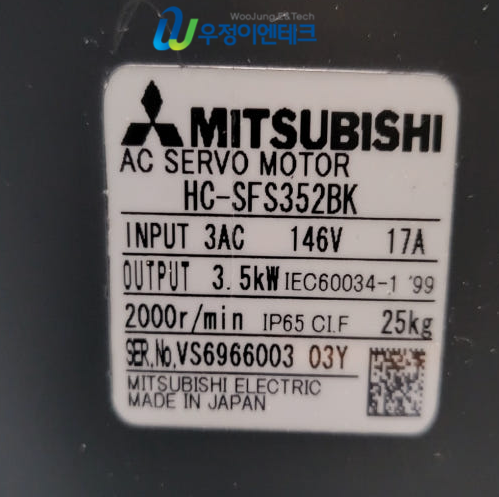 WooJung E&Tech
우정이엔테크
MITSUBISHI
AC SERVO MOTOR
HC-SFS352BK
INPUT 3AC 146V 17A
OUTPUT 3.5kW IEC60034-1 '99
2000r/min IP65 CI.F 25kg
SER.No.VS6966003 03Y
MITSUBISHI ELECTRIC
MADE IN JAPAN